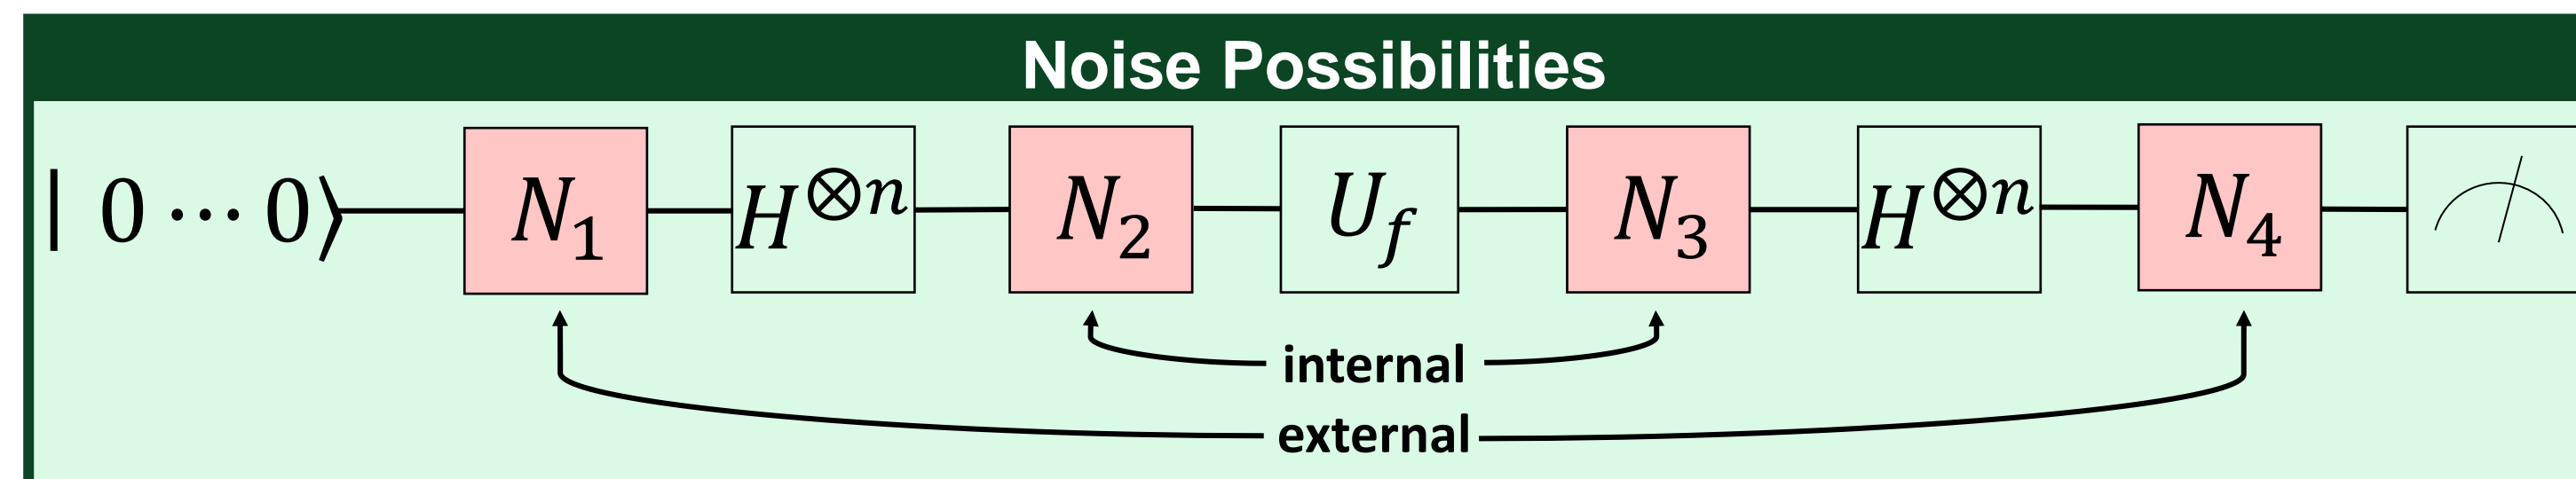 Noise Possibilities
| 0 ⋯ 0⟩ N₁ H^⊗n N₂ U_f N₃ H^⊗n N₄
internal
external